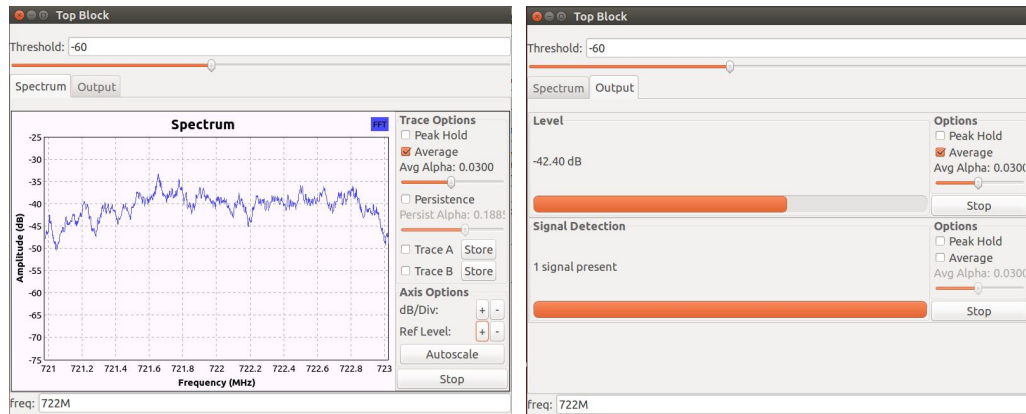 Top Block
Threshold: -60
Spectrum Output
Spectrum
FFT
-25
-30
-35
-40
-45
-50
-55
-60
-65
-70
-75
Amplitude (dB)
721 721.2 721.4 721.6 721.8 722 722.2 722.4 722.6 722.8 723
Frequency (MHz)
Trace Options
Peak Hold
Average
Avg Alpha: 0.0300
Persistence
Persist Alpha: 0.188
Trace A Store
Trace B Store
Axis Options
dB/Div: + -
Ref Level: + -
Autoscale
Stop
freq: 722M
Top Block
Threshold: -60
Spectrum Output
Level
-42.40 dB
Options
Peak Hold
Average
Avg Alpha: 0.0300
Stop
Signal Detection
1 signal present
Options
Peak Hold
Average
Avg Alpha: 0.0300
Stop
freq: 722M